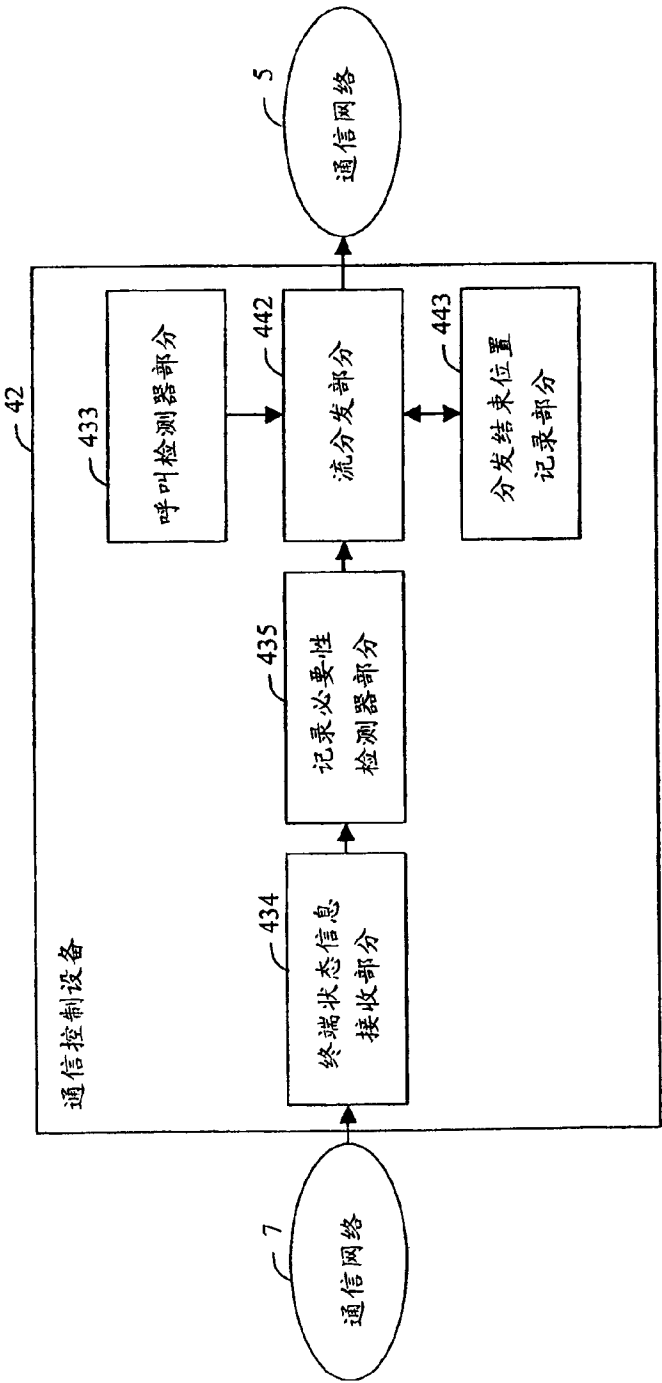 42
通信控制设备
433
呼叫检测器部分
7
通信网络
434
终端状态信息
接收部分
435
记录必要性
检测器部分
442
流分发部分
5
通信网络
443
分发结束位置
记录部分